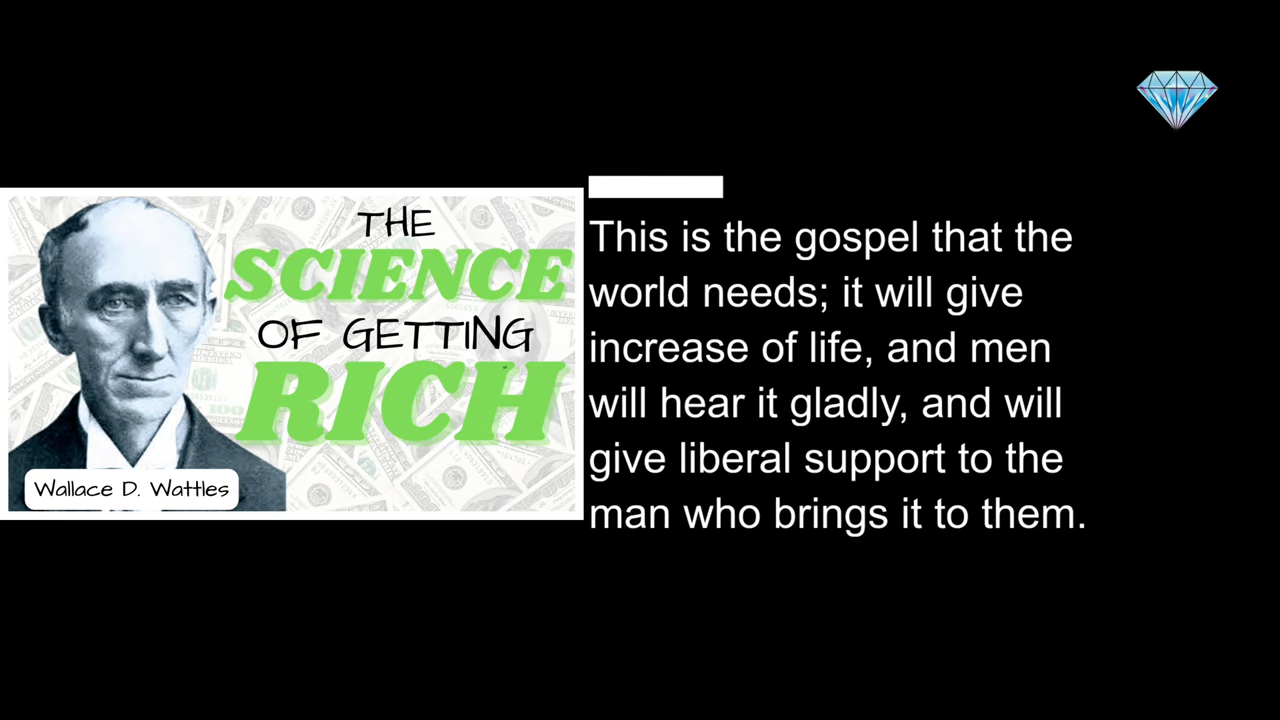 THE
SCIENCE
OF GETTING
RICH
Wallace D. Wattles
This is the gospel that the
world needs; it will give
increase of life, and men
will hear it gladly, and will
give liberal support to the
man who brings it to them.